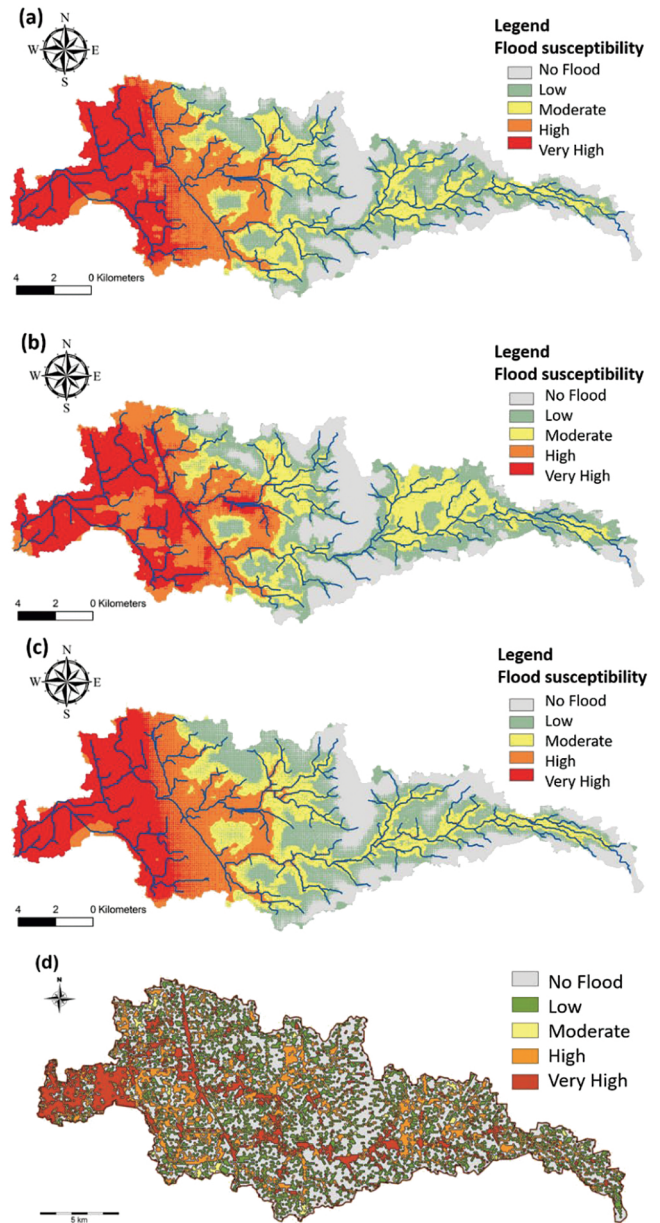 (a)
N
W E
S
Legend
Flood susceptibility
No Flood
Low
Moderate
High
Very High
4 2 0 Kilometers
(b)
N
W E
S
Legend
Flood susceptibility
No Flood
Low
Moderate
High
Very High
4 2 0 Kilometers
(c)
N
W E
S
Legend
Flood susceptibility
No Flood
Low
Moderate
High
Very High
4 2 0 Kilometers
(d)
N
No Flood
Low
Moderate
High
Very High
5 km